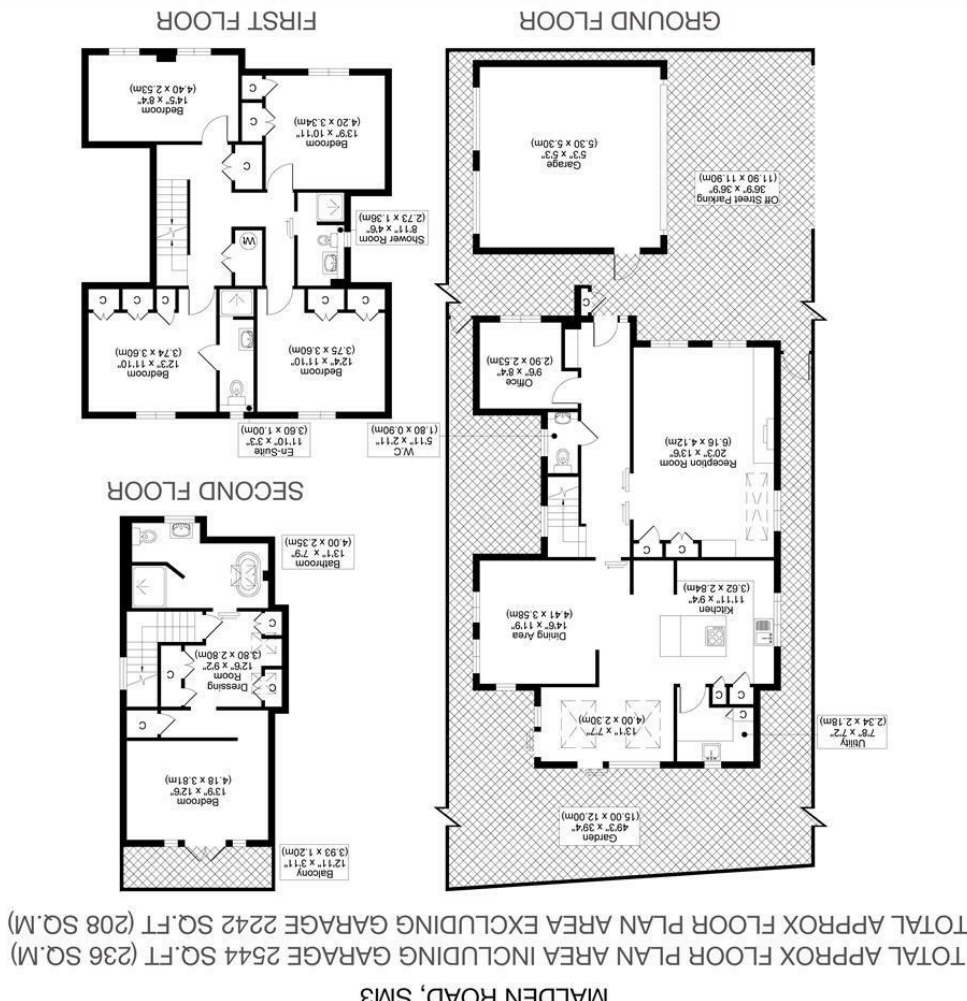 MALDEN ROAD, SM3
TOTAL APPROX FLOOR PLAN AREA INCLUDING GARAGE 2544 SQ.FT (236 SQ.M)
TOTAL APPROX FLOOR PLAN AREA EXCLUDING GARAGE 2242 SQ.FT (208 SQ.M)
Garden
49'3" x 39'4"
(15.00 x 12.00m)
Utility
7'8" x 7'2"
(2.34 x 2.18m)
13'1" x 7'7"
(4.00 x 2.30m)
C
C
C
Kitchen
11'11" x 9'4"
(3.62 x 2.84m)
Dining Area
14'6" x 11'9"
(4.41 x 3.58m)
C
C
Reception Room
20'3" x 13'6"
(6.16 x 4.12m)
W.C
5'11" x 2'11"
(1.80 x 0.90m)
Office
9'6" x 8'4"
(2.90 x 2.53m)
C
Off Street Parking
36'9" x 36'9"
(11.90 x 11.90m)
Garage
5'3" x 5'3"
(5.30 x 5.30m)
GROUND FLOOR
Balcony
12'11" x 3'11"
(3.93 x 1.20m)
Bedroom
13'9" x 12'6"
(4.18 x 3.81m)
C
Dressing
Room
12'6" x 9'2"
(3.80 x 2.80m)
C
C
C
Bathroom
13'1" x 7'9"
(4.00 x 2.35m)
SECOND FLOOR
En-Suite
11'10" x 3'3"
(3.60 x 1.00m)
Bedroom
12'4" x 11'10"
(3.75 x 3.60m)
Bedroom
12'3" x 11'10"
(3.74 x 3.60m)
C
C
C
C
C
Wt
Shower Room
8'11" x 4'6"
(2.73 x 1.36m)
C
C
C
Bedroom
13'9" x 10'11"
(4.20 x 3.34m)
Bedroom
14'5" x 8'4"
(4.40 x 2.53m)
FIRST FLOOR